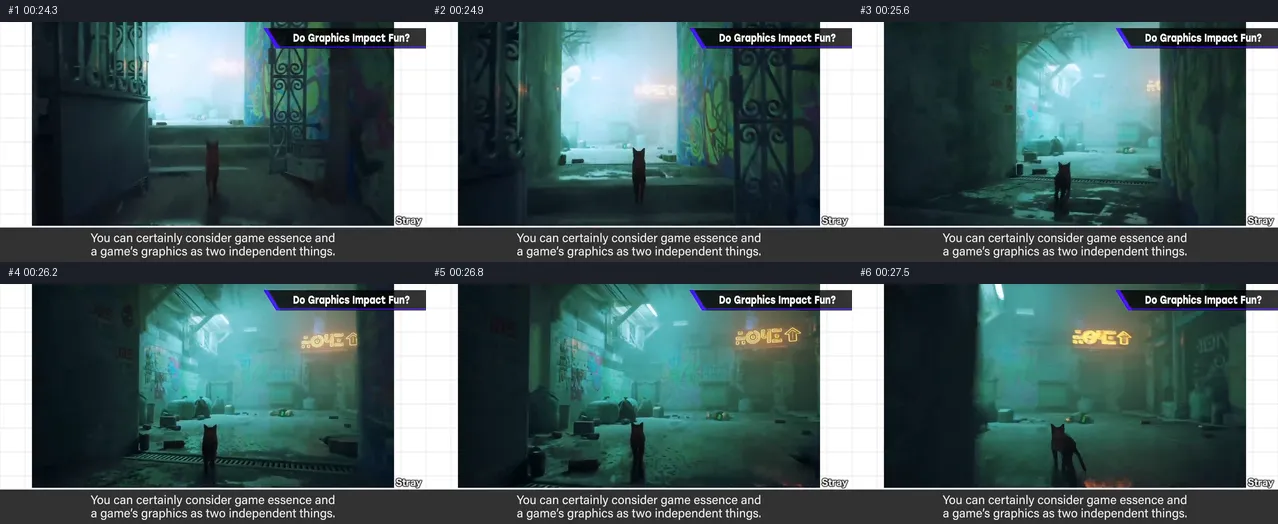 #1 00:24.3
Do Graphics Impact Fun?
Stray
You can certainly consider game essence and
a game's graphics as two independent things.
#2 00:24.9
Do Graphics Impact Fun?
Stray
You can certainly consider game essence and
a game's graphics as two independent things.
#3 00:25.6
Do Graphics Impact Fun?
Stray
You can certainly consider game essence and
a game's graphics as two independent things.
#4 00:26.2
Do Graphics Impact Fun?
Stray
You can certainly consider game essence and
a game's graphics as two independent things.
#5 00:26.8
Do Graphics Impact Fun?
Stray
You can certainly consider game essence and
a game's graphics as two independent things.
#6 00:27.5
Do Graphics Impact Fun?
Stray
You can certainly consider game essence and
a game's graphics as two independent things.